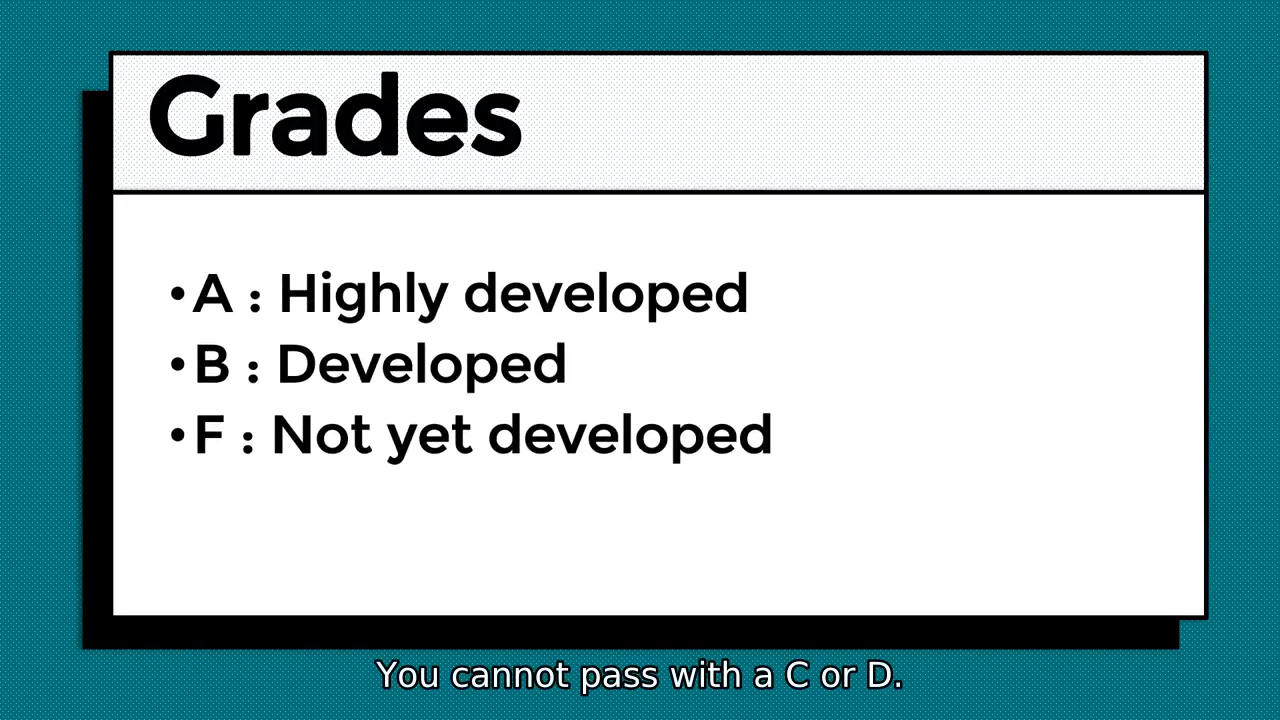 Grades
•A : Highly developed
•B : Developed
•F : Not yet developed
You cannot pass with a C or D.